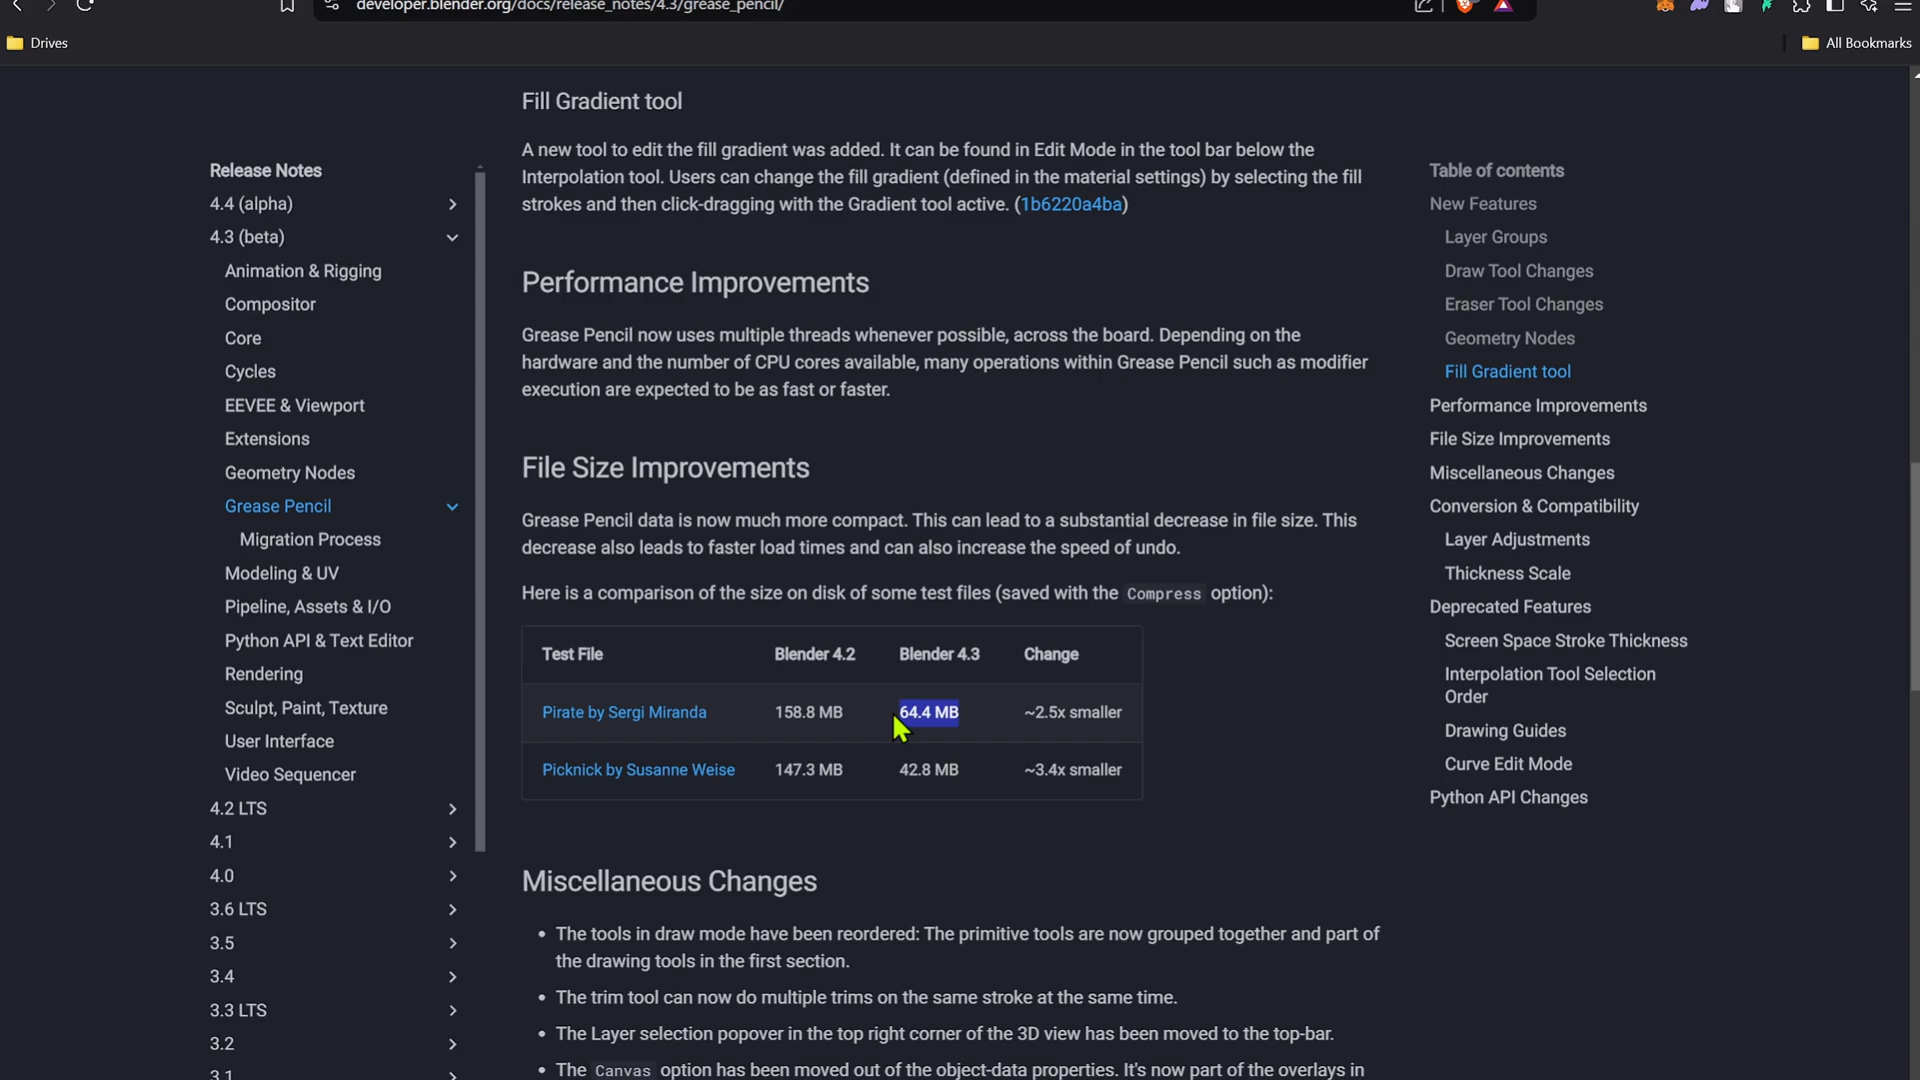 developer.blender.org/docs/release_notes/4.3/grease_pencil/
Drives
All Bookmarks
Release Notes
4.4 (alpha)
4.3 (beta)
Animation & Rigging
Compositor
Core
Cycles
EEVEE & Viewport
Extensions
Geometry Nodes
Grease Pencil
Migration Process
Modeling & UV
Pipeline, Assets & I/O
Python API & Text Editor
Rendering
Sculpt, Paint, Texture
User Interface
Video Sequencer
4.2 LTS
4.1
4.0
3.6 LTS
3.5
3.4
3.3 LTS
3.2
3.1
Fill Gradient tool
A new tool to edit the fill gradient was added. It can be found in Edit Mode in the tool bar below the
Interpolation tool. Users can change the fill gradient (defined in the material settings) by selecting the fill
strokes and then click-dragging with the Gradient tool active. (1b6220a4ba)
Performance Improvements
Grease Pencil now uses multiple threads whenever possible, across the board. Depending on the
hardware and the number of CPU cores available, many operations within Grease Pencil such as modifier
execution are expected to be as fast or faster.
File Size Improvements
Grease Pencil data is now much more compact. This can lead to a substantial decrease in file size. This
decrease also leads to faster load times and can also increase the speed of undo.
Here is a comparison of the size on disk of some test files (saved with the Compress option):
Test File Blender 4.2 Blender 4.3 Change
Pirate by Sergi Miranda 158.8 MB 64.4 MB ~2.5x smaller
Picknick by Susanne Weise 147.3 MB 42.8 MB ~3.4x smaller
Miscellaneous Changes
• The tools in draw mode have been reordered: The primitive tools are now grouped together and part of
the drawing tools in the first section.
• The trim tool can now do multiple trims on the same stroke at the same time.
• The Layer selection popover in the top right corner of the 3D view has been moved to the top-bar.
• The Canvas option has been moved out of the object-data properties. It's now part of the overlays in
Table of contents
New Features
Layer Groups
Draw Tool Changes
Eraser Tool Changes
Geometry Nodes
Fill Gradient tool
Performance Improvements
File Size Improvements
Miscellaneous Changes
Conversion & Compatibility
Layer Adjustments
Thickness Scale
Deprecated Features
Screen Space Stroke Thickness
Interpolation Tool Selection
Order
Drawing Guides
Curve Edit Mode
Python API Changes